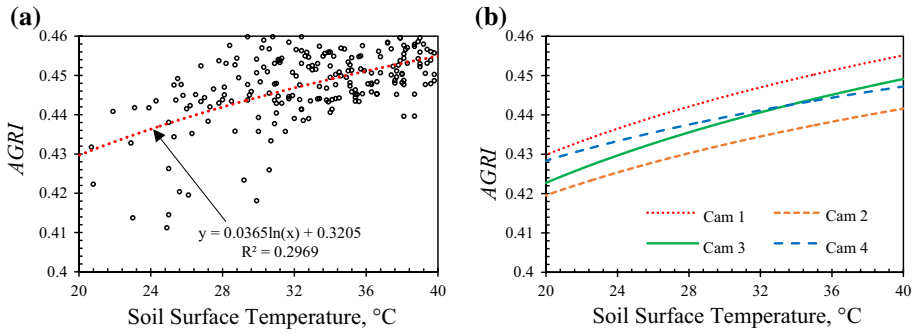 (a)
AGRI
0.46
0.45
0.44
0.43
0.42
0.41
0.4
y = 0.0365ln(x) + 0.3205
R² = 0.2969
20 24 28 32 36 40
Soil Surface Temperature, °C
(b)
AGRI
0.46
0.45
0.44
0.43
0.42
0.41
0.4
Cam 1 Cam 2
Cam 3 Cam 4
20 24 28 32 36 40
Soil Surface Temperature, °C